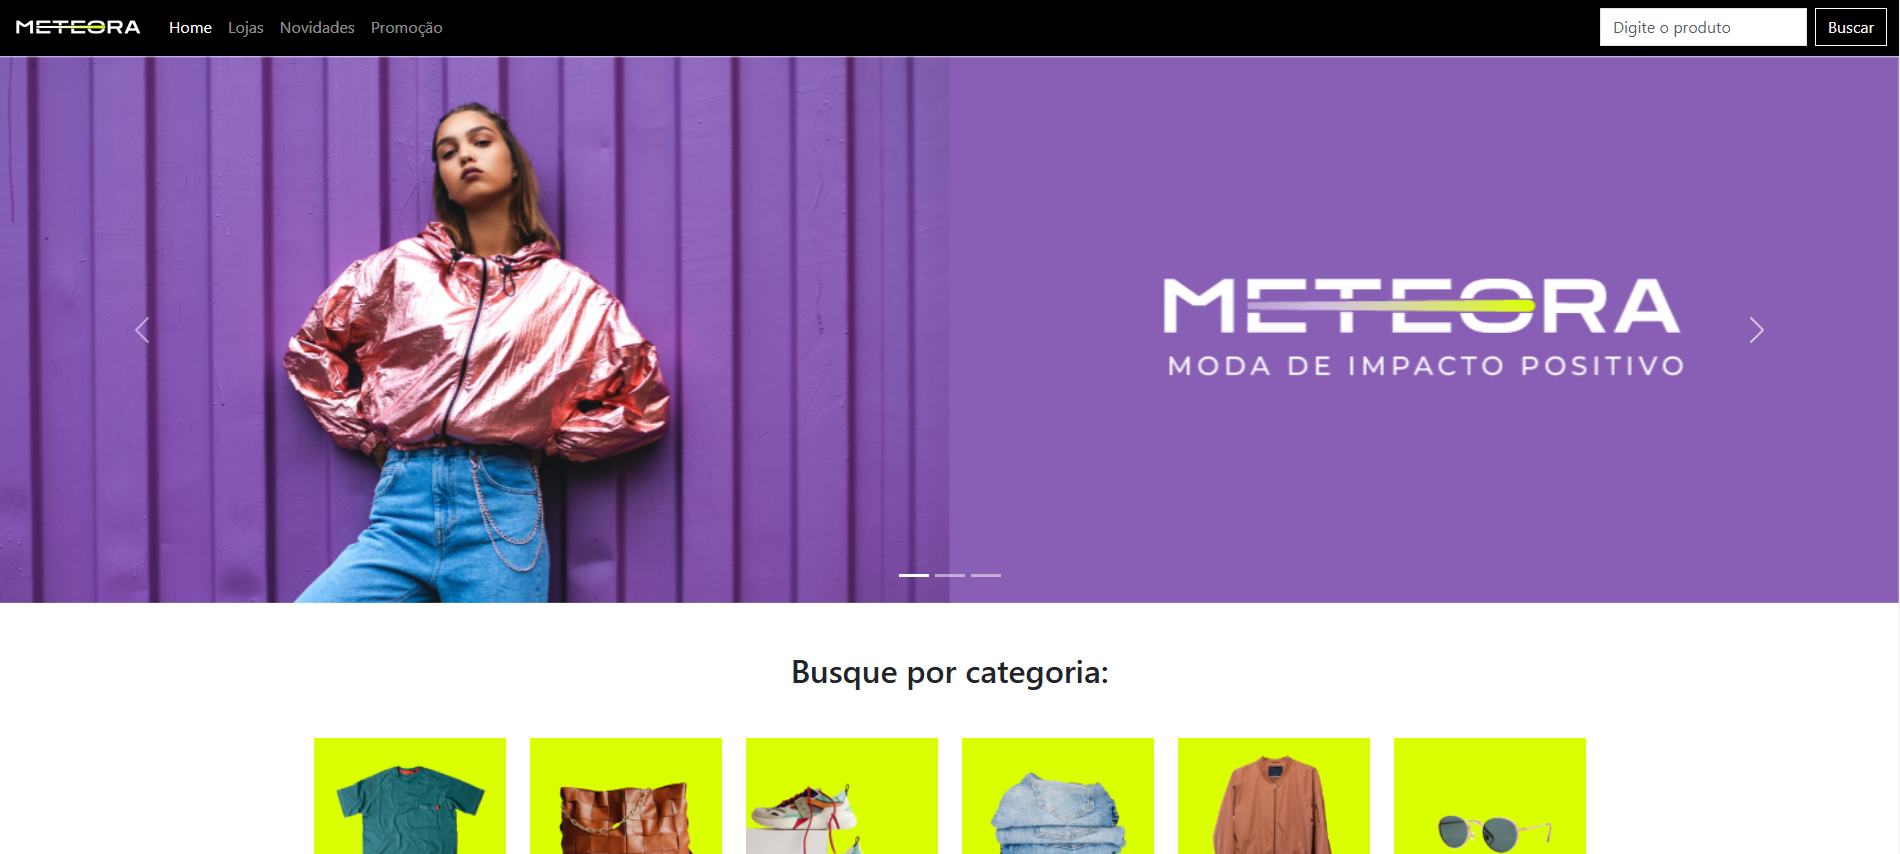 METEORA
Home Lojas Novidades Promoção
Digite o produto
Buscar
METEORA
MODA DE IMPACTO POSITIVO
Busque por categoria: